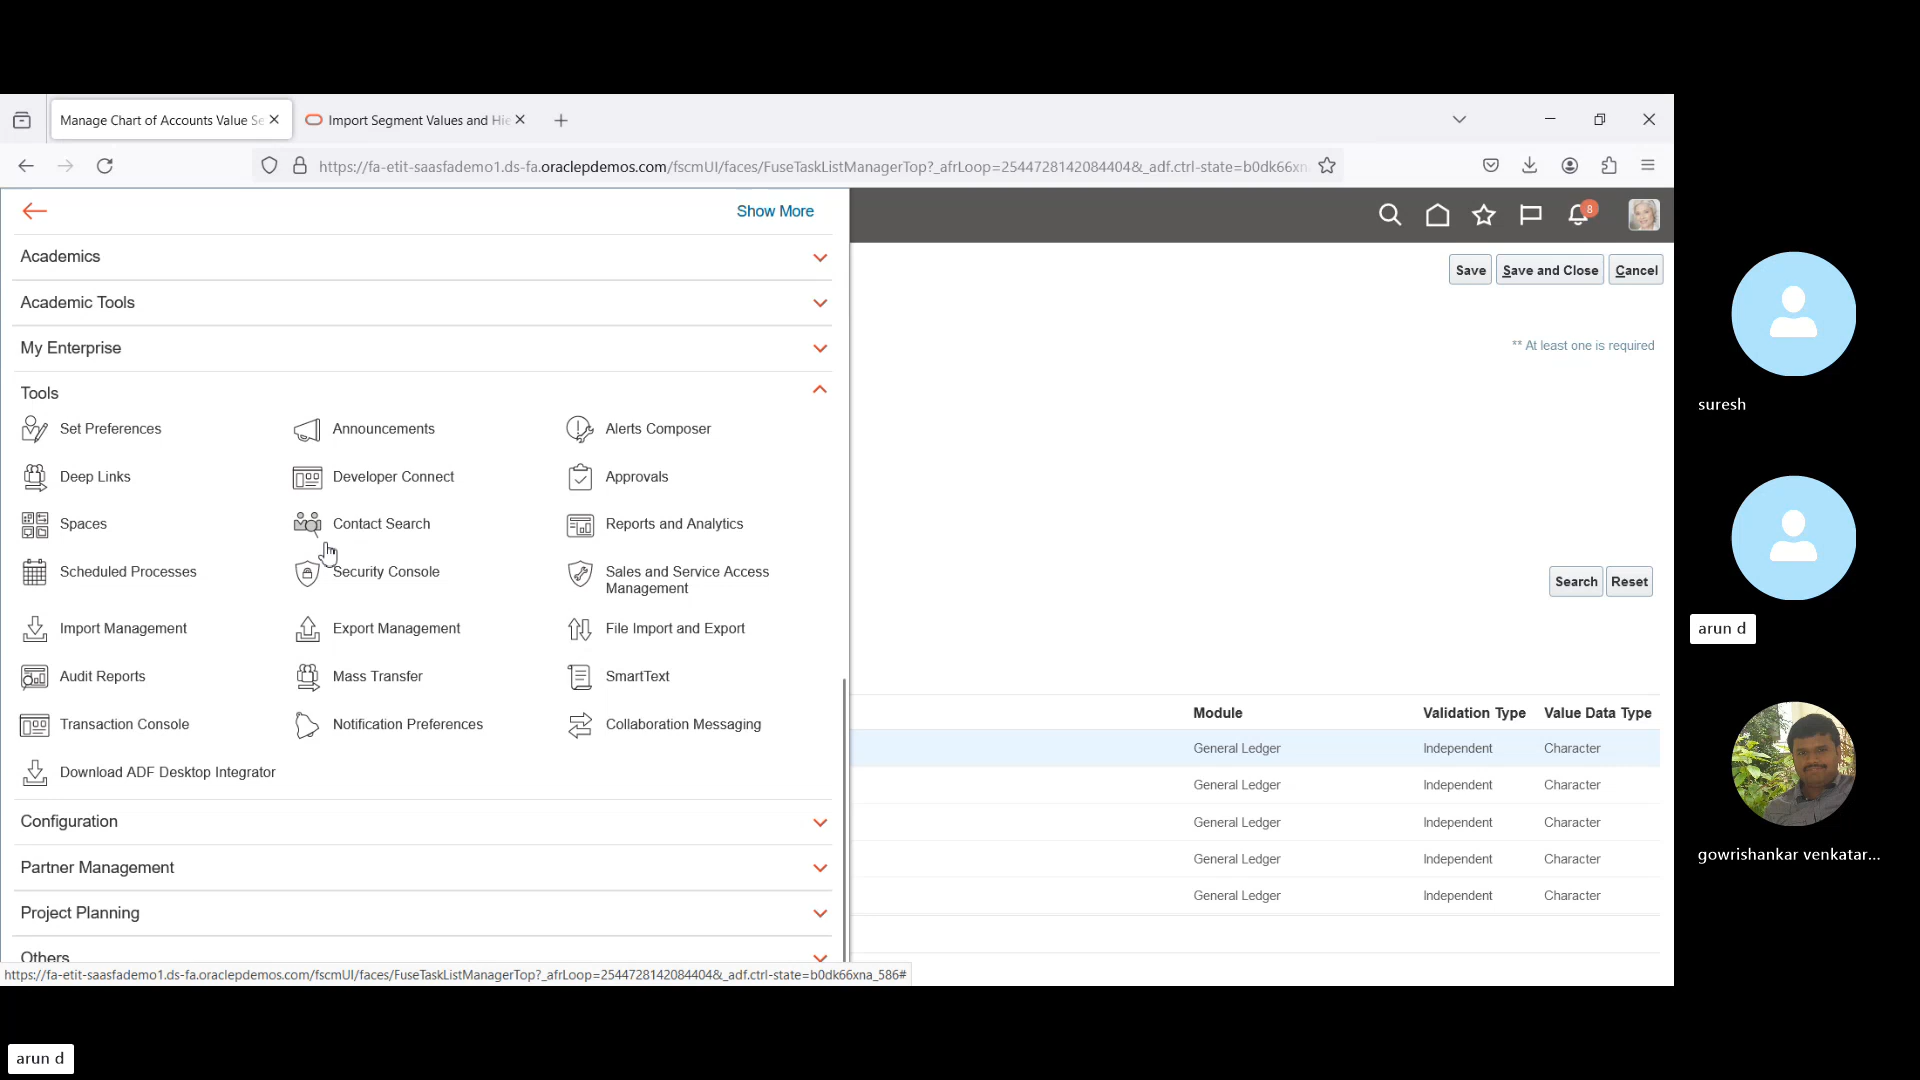 Manage Chart of Accounts Value Se
Import Segment Values and Hie
https://fa-etit-saasfademo1.ds-fa.oraclepdemos.com/fscmUI/faces/FuseTaskListManagerTop?_afrLoop=2544728142084404&_adf.ctrl-state=b0dk66xn
Show More
8
Academics
Academic Tools
My Enterprise
Tools
Set Preferences
Announcements
Alerts Composer
Deep Links
Developer Connect
Approvals
Spaces
Contact Search
Reports and Analytics
Scheduled Processes
Security Console
Sales and Service Access
Management
Import Management
Export Management
File Import and Export
Audit Reports
Mass Transfer
SmartText
Transaction Console
Notification Preferences
Collaboration Messaging
Download ADF Desktop Integrator
Configuration
Partner Management
Project Planning
Others
https://fa-etit-saasfademo1.ds-fa.oraclepdemos.com/fscmUI/faces/FuseTaskListManagerTop?_afrLoop=2544728142084404&_adf.ctrl-state=b0dk66xna_586#
Save Save and Close Cancel
** At least one is required
Search Reset
Module Validation Type Value Data Type
General Ledger Independent Character
General Ledger Independent Character
General Ledger Independent Character
General Ledger Independent Character
General Ledger Independent Character
suresh
arun d
gowrishankar venkatar...
arun d